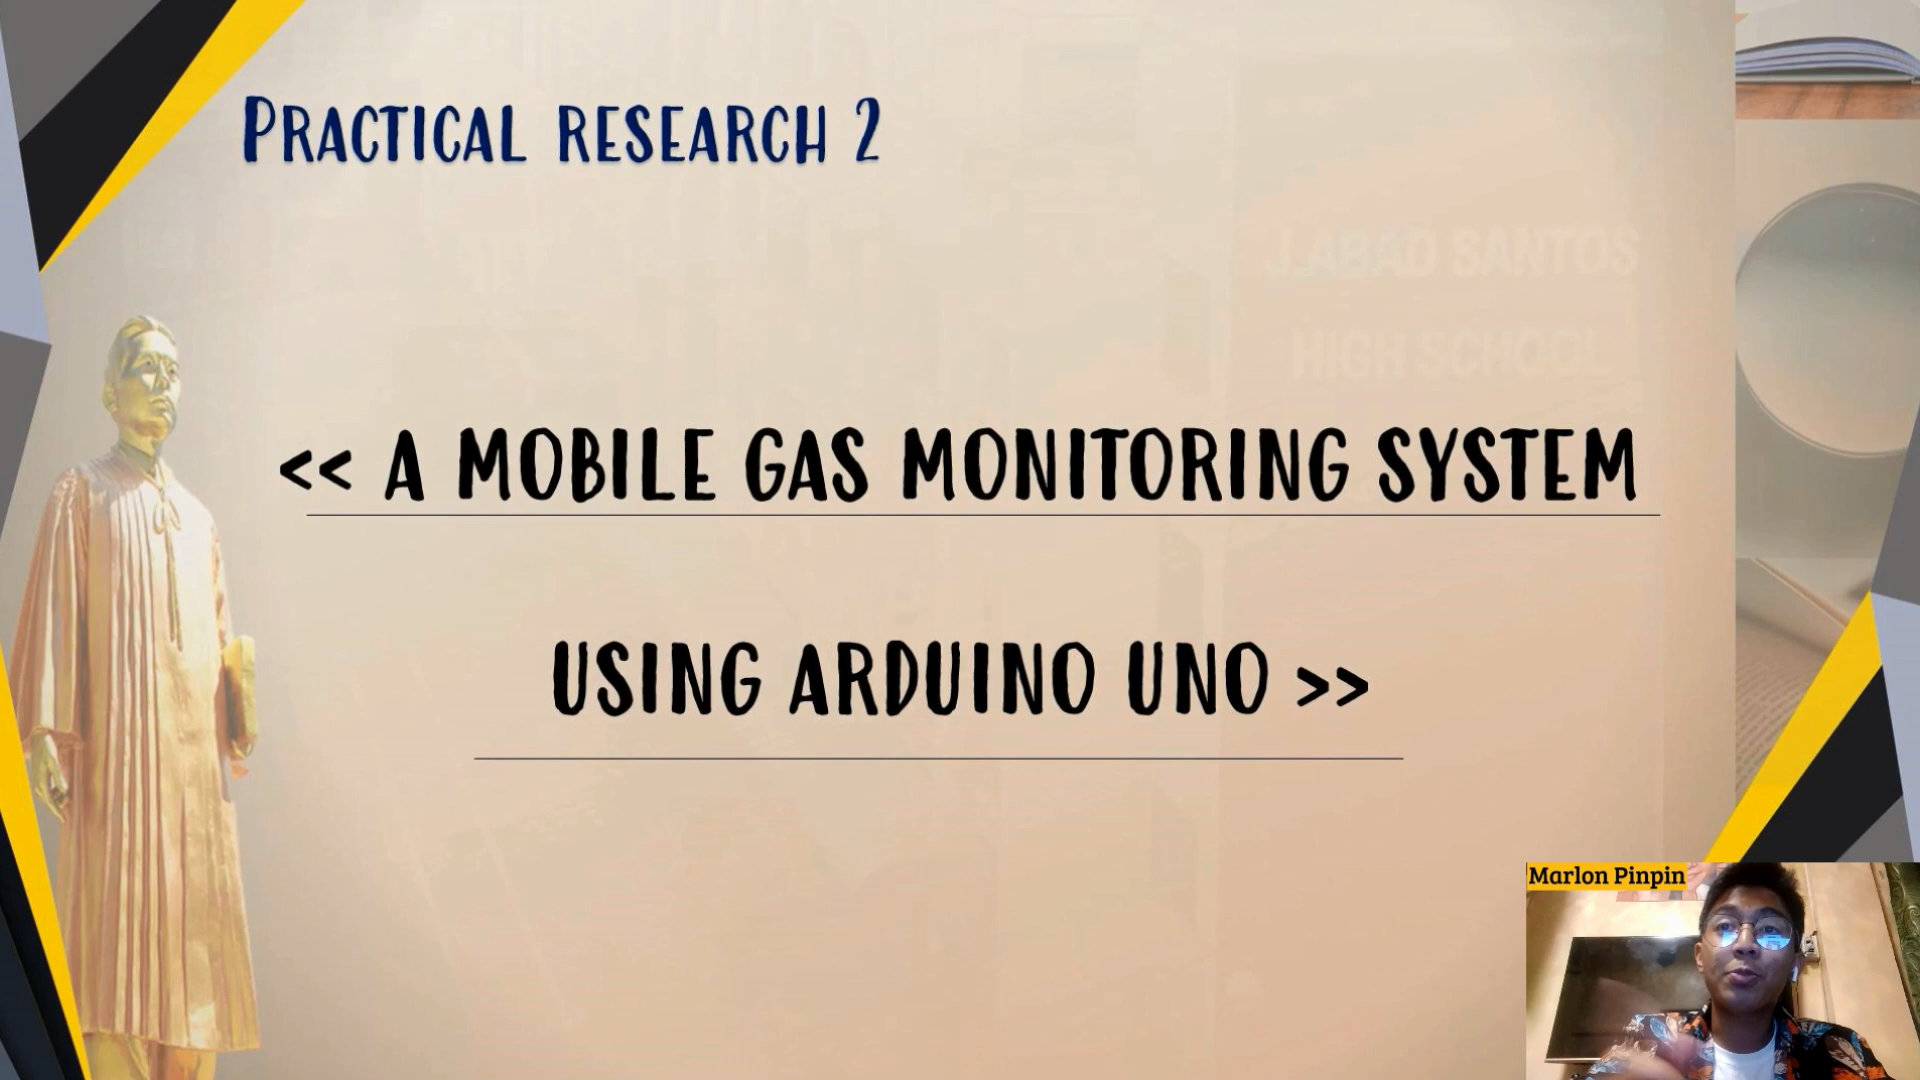 PRACTICAL RESEARCH 2
J.ABAD SANTOS
HIGH SCHOOL
<< A MOBILE GAS MONITORING SYSTEM
USING ARDUINO UNO >>
Marlon Pinpin